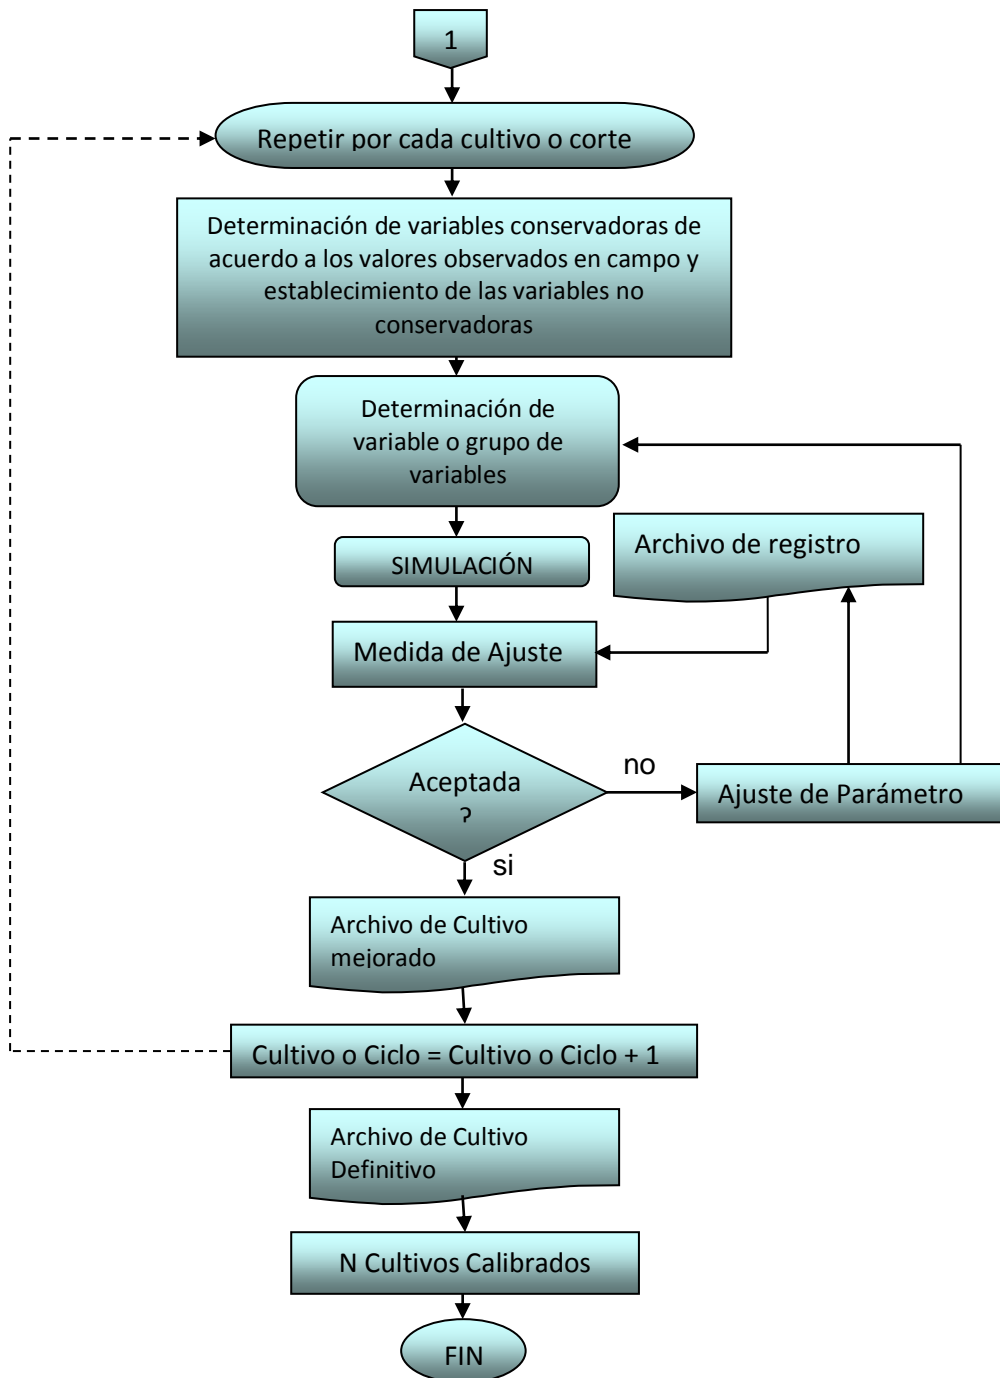 1
Repetir por cada cultivo o corte
Determinación de variables conservadoras de
acuerdo a los valores observados en campo y
establecimiento de las variables no
conservadoras
Determinación de
variable o grupo de
variables
SIMULACIÓN
Archivo de registro
Medida de Ajuste
Aceptada
?
no
Ajuste de Parámetro
si
Archivo de Cultivo
mejorado
Cultivo o Ciclo = Cultivo o Ciclo + 1
Archivo de Cultivo
Definitivo
N Cultivos Calibrados
FIN